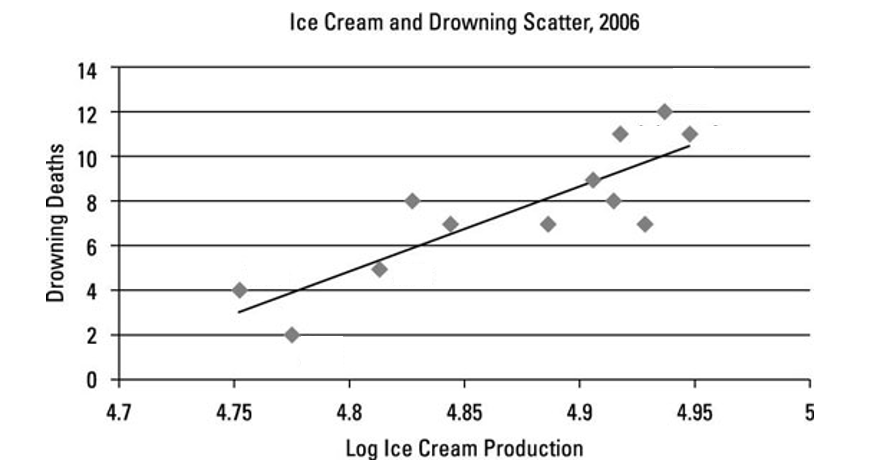 Ice Cream and Drowning Scatter, 2006
14
12
10
8
6
4
2
0
Drowning Deaths
4.7 4.75 4.8 4.85 4.9 4.95 5
Log Ice Cream Production